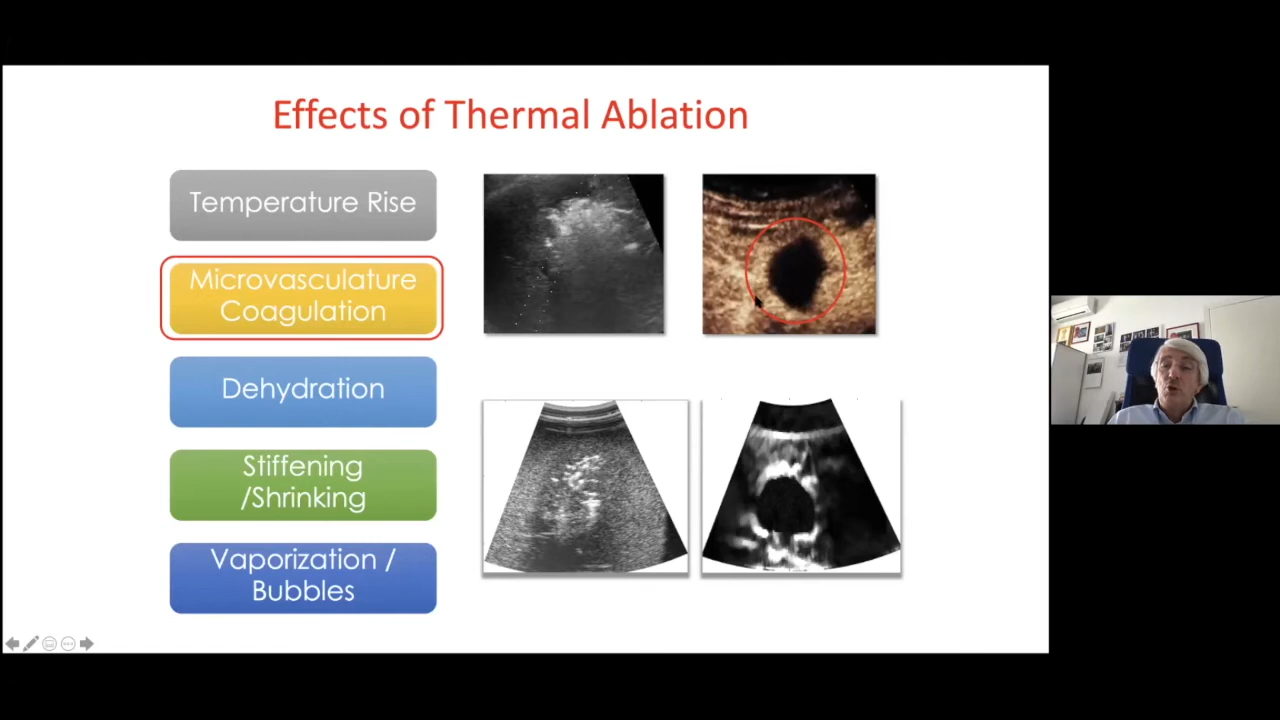 Effects of Thermal Ablation
Temperature Rise
Microvasculature
Coagulation
Dehydration
Stiffening
/Shrinking
Vaporization /
Bubbles